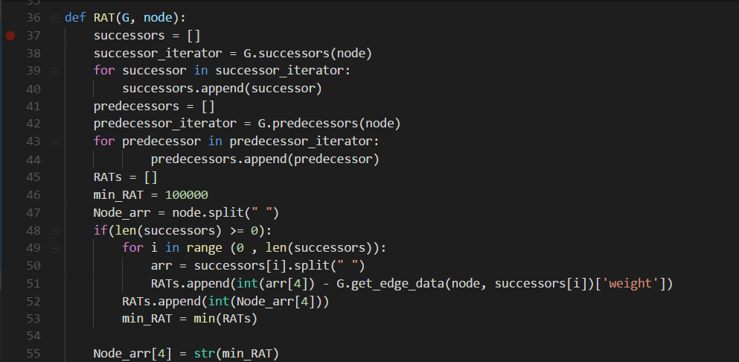 35
36 def RAT(G, node):
37     successors = []
38     successor_iterator = G.successors(node)
39     for successor in successor_iterator:
40         successors.append(successor)
41     predecessors = []
42     predecessor_iterator = G.predecessors(node)
43     for predecessor in predecessor_iterator:
44             predecessors.append(predecessor)
45     RATs = []
46     min_RAT = 100000
47     Node_arr = node.split(" ")
48     if(len(successors) >= 0):
49         for i in range (0 , len(successors)):
50             arr = successors[i].split(" ")
51             RATs.append(int(arr[4]) - G.get_edge_data(node, successors[i])['weight'])
52         RATs.append(int(Node_arr[4]))
53         min_RAT = min(RATs)
54
55     Node_arr[4] = str(min_RAT)